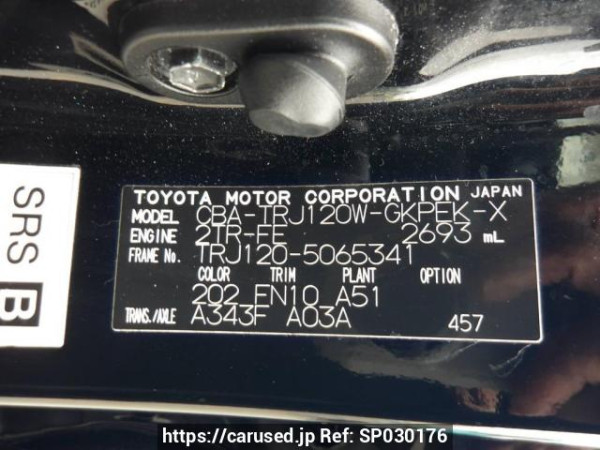 TOYOTA MOTOR CORPORATION JAPAN
MODEL CBA-TRJ120W-GKPEK-X
ENGINE 2TR-FE 2693 mL
FRAME No. TRJ120-5065341
COLOR TRIM PLANT OPTION
202 FN10 A51
TRANS./AXLE A343F A03A 457
SRS B
https://carused.jp Ref: SP030176